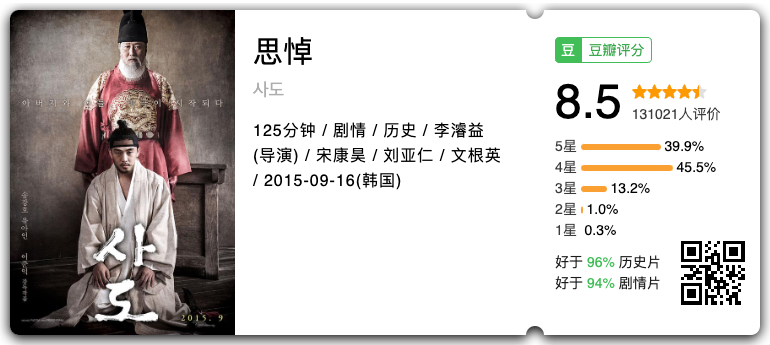 아버지와
이 시작되다
사
도
2015. 9
思悼
사도
125分钟 / 剧情 / 历史 / 李濬益
(导演) / 宋康昊 / 刘亚仁 / 文根英
/ 2015-09-16(韩国)
豆 豆瓣评分
8.5
131021人评价
5星 39.9%
4星 45.5%
3星 13.2%
2星 1.0%
1星 0.3%
好于 96% 历史片
好于 94% 剧情片